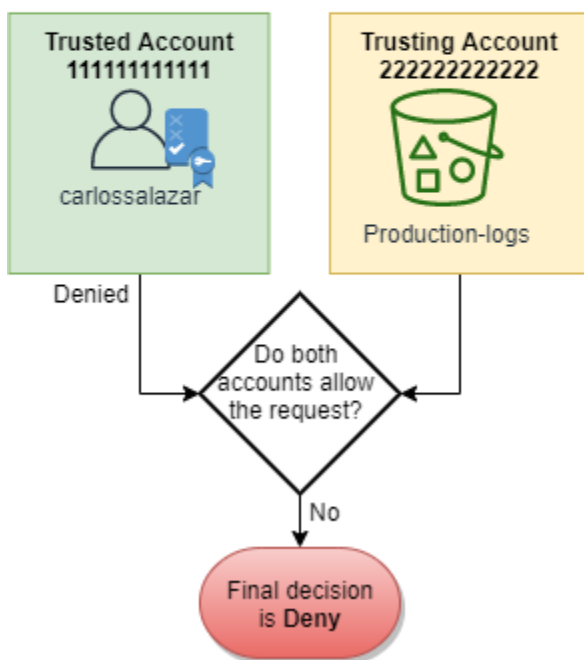 Trusted Account
111111111111
carlossalazar
Trusting Account
222222222222
Production-logs
Denied
Do both
accounts allow
the request?
No
Final decision
is Deny